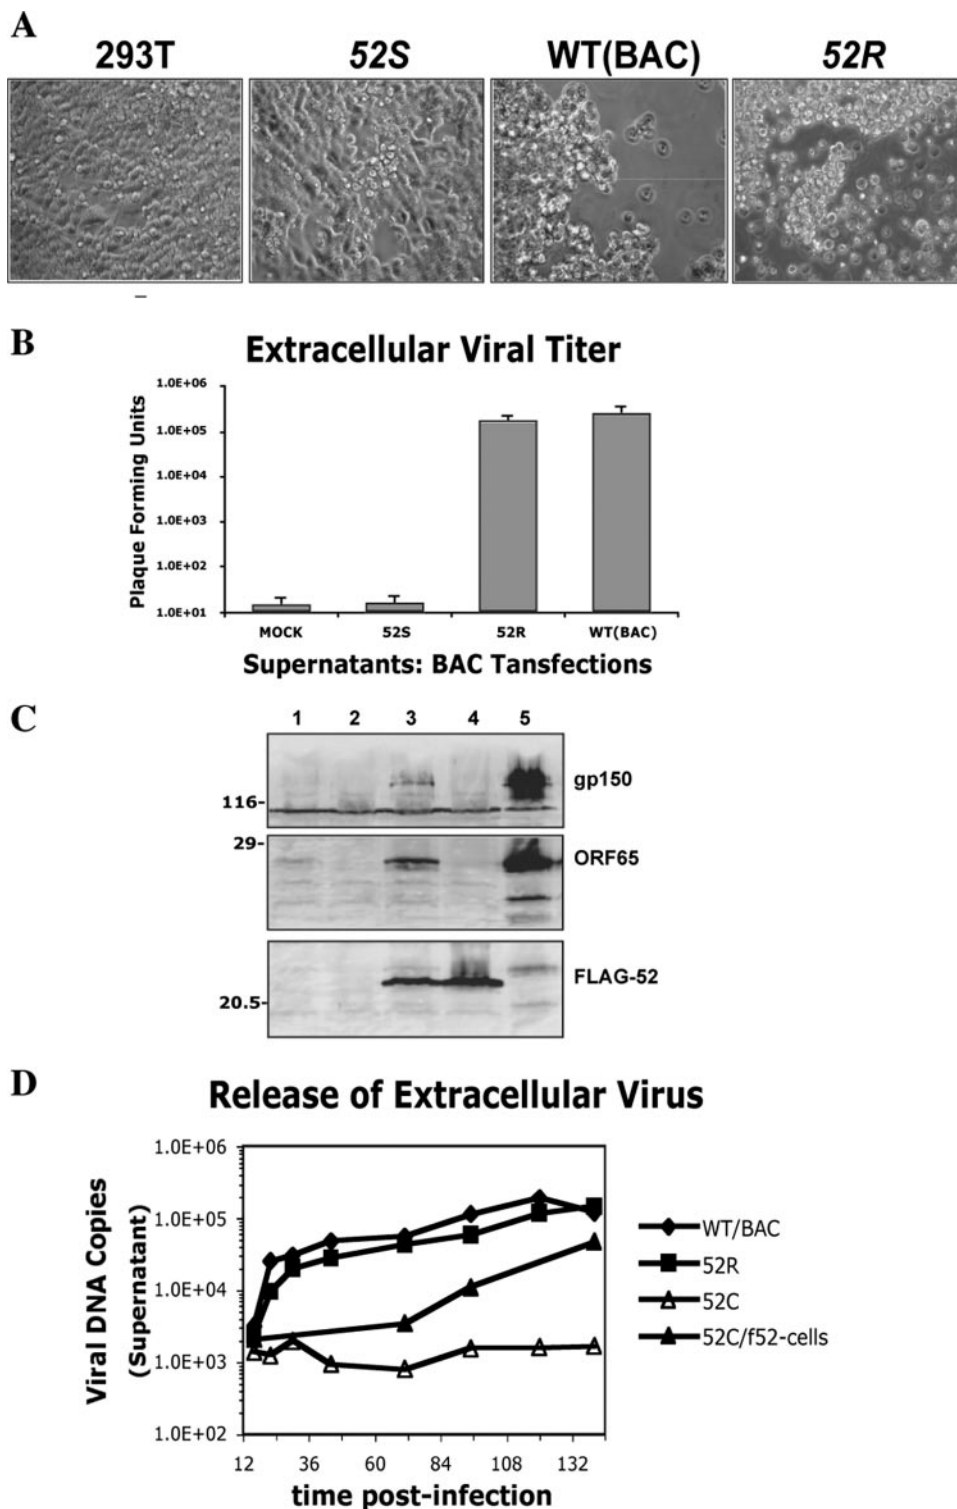 A
293T 52S WT(BAC) 52R
B
Extracellular Viral Titer
Plaque Forming Units
1.0E+06
1.0E+05
1.0E+04
1.0E+03
1.0E+02
1.0E+01
MOCK 52S 52R WT(BAC)
Supernatants: BAC Tansfections
C
1 2 3 4 5
gp150
116-
29-
ORF65
FLAG-52
20.5-
D
Release of Extracellular Virus
Viral DNA Copies
(Supernatant)
1.0E+06
1.0E+05
1.0E+04
1.0E+03
1.0E+02
12 36 60 84 108 132
time post-infection
WT/BAC
52R
52C
52C/f52-cells